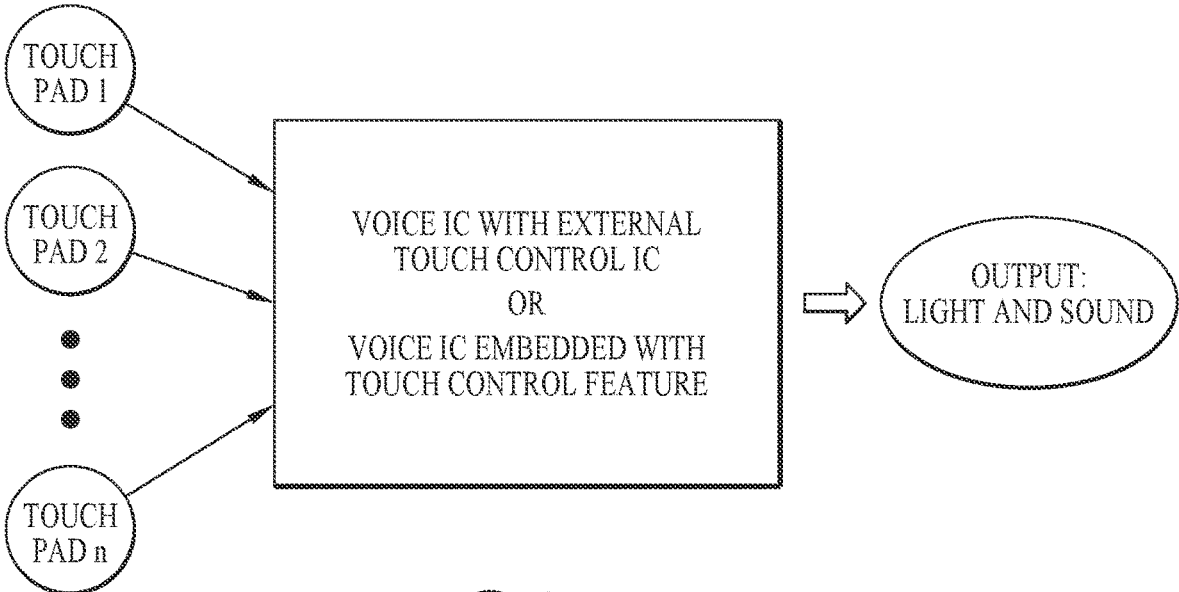 TOUCH
PAD 1
TOUCH
PAD 2
TOUCH
PAD n
VOICE IC WITH EXTERNAL
TOUCH CONTROL IC
OR
VOICE IC EMBEDDED WITH
TOUCH CONTROL FEATURE
OUTPUT:
LIGHT AND SOUND